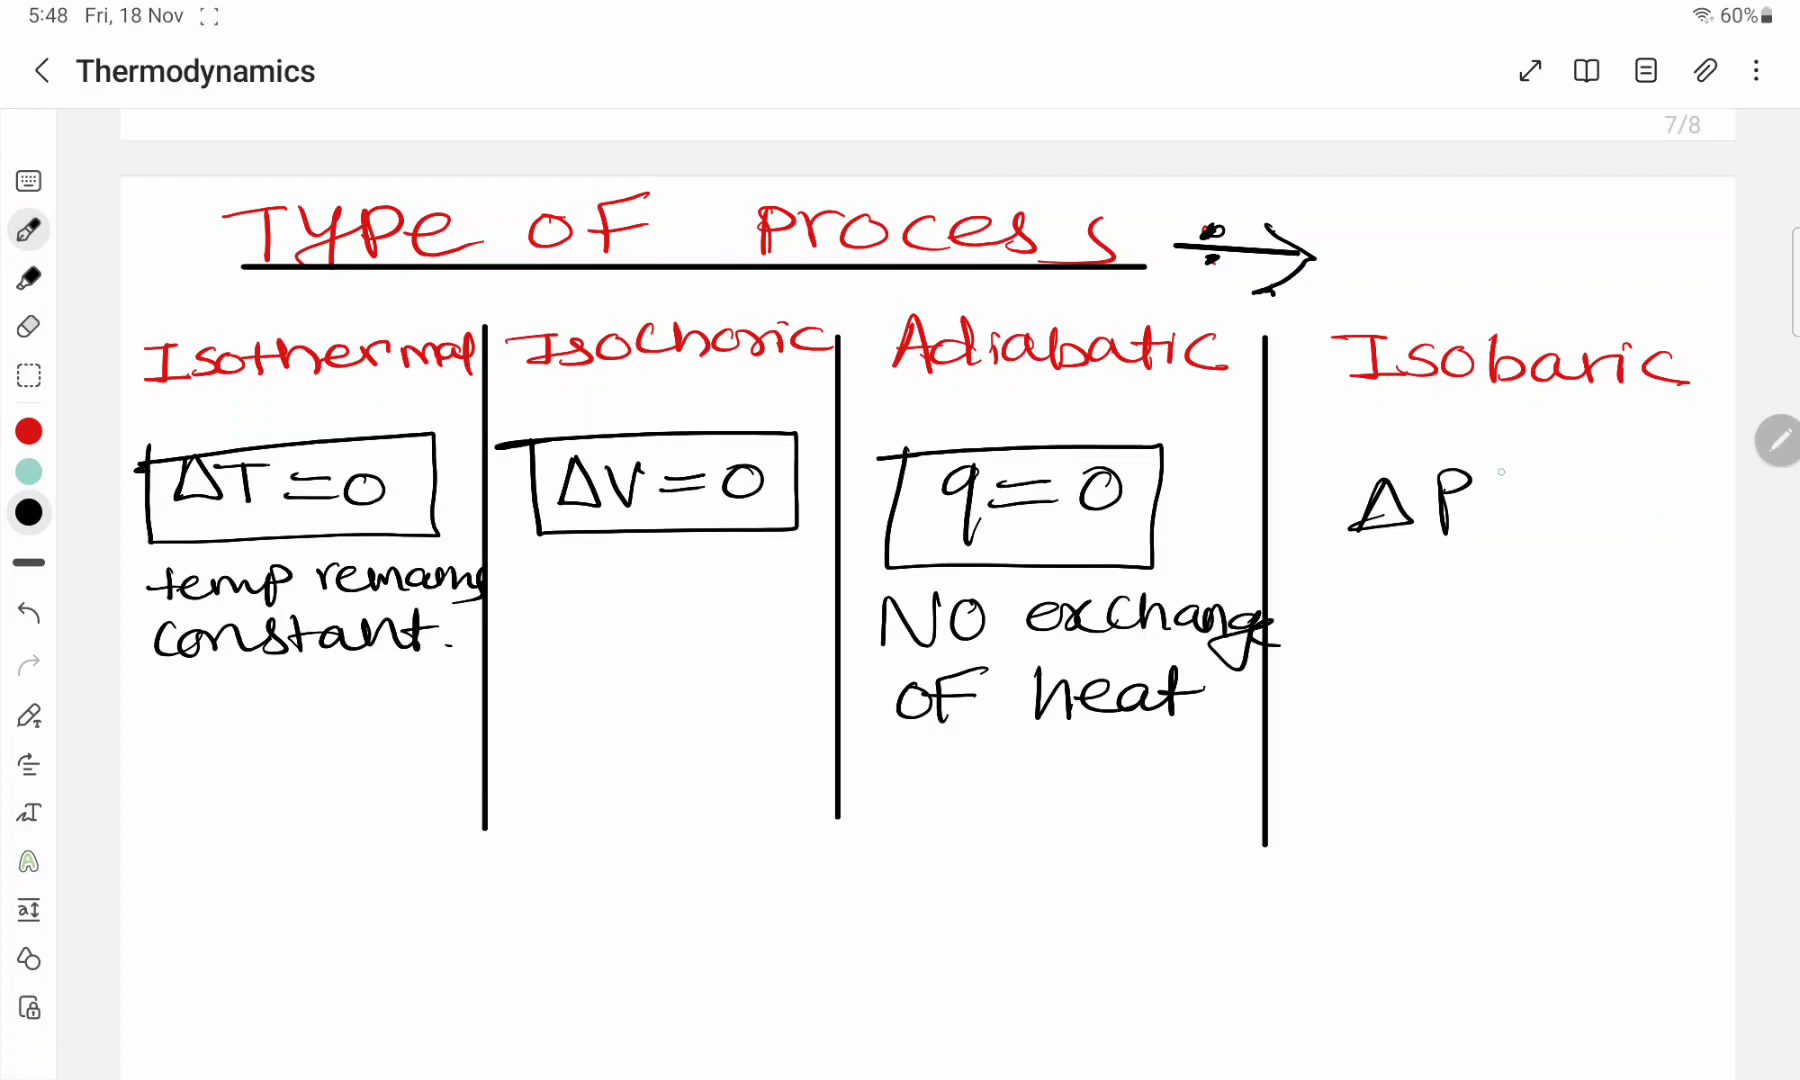 5:48 Fri, 18 Nov 60%
Thermodynamics
7/8
Type of process
Isothermal Isochoric Adiabatic Isobaric
ΔT = 0 ΔV = 0 q = 0 ΔP
temp remains
constant.
No exchange
of heat